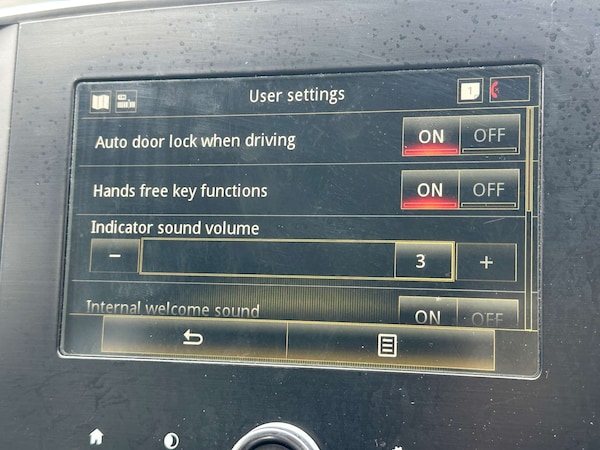 User settings
1
Auto door lock when driving ON OFF
Hands free key functions ON OFF
Indicator sound volume
− 3 +
Internal welcome sound ON OFF